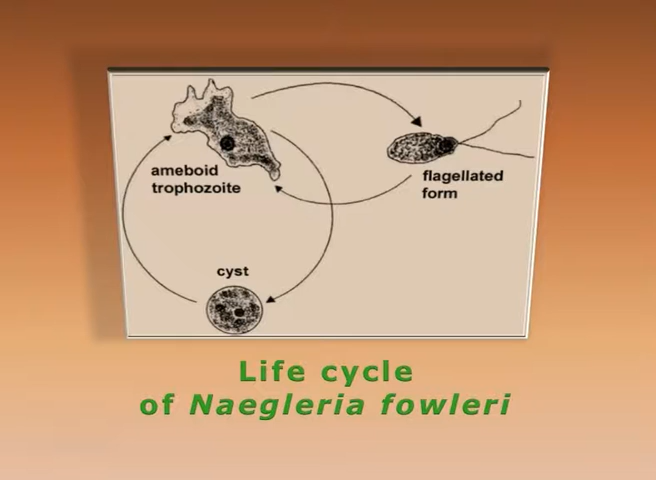 ameboid
trophozoite
flagellated
form
cyst
Life cycle
of Naegleria fowleri